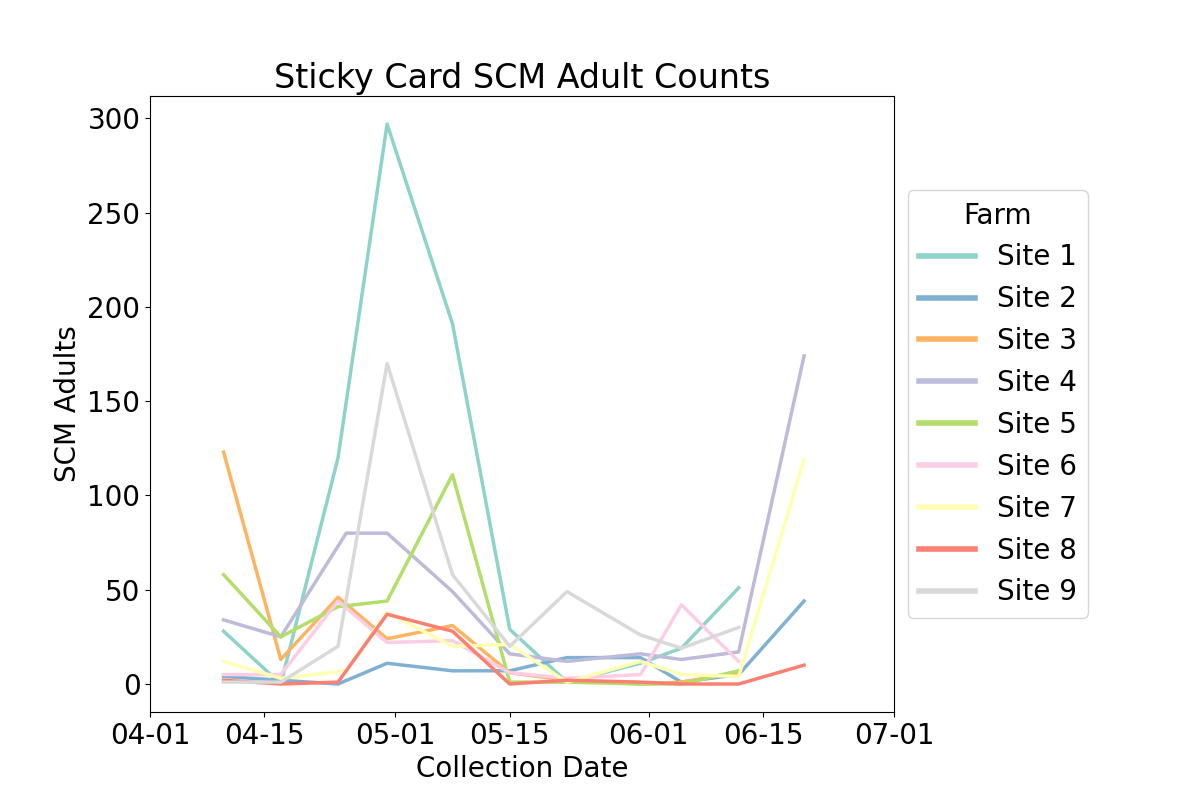 Sticky Card SCM Adult Counts
300
250
200
150
100
50
0
SCM Adults
04-01 04-15 05-01 05-15 06-01 06-15 07-01
Collection Date
Farm
Site 1
Site 2
Site 3
Site 4
Site 5
Site 6
Site 7
Site 8
Site 9